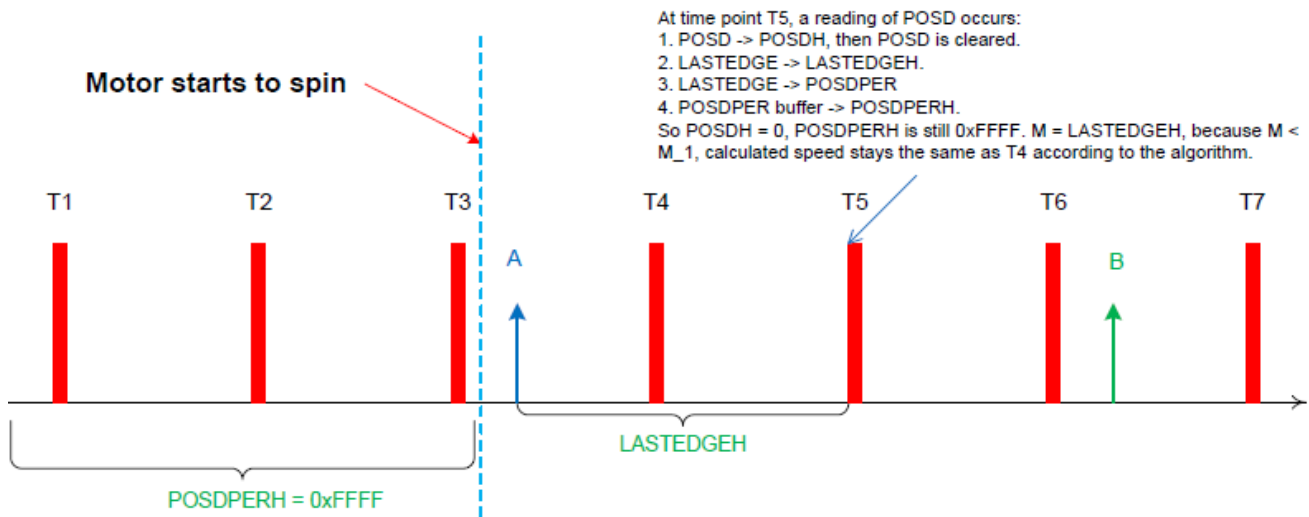 At time point T5, a reading of POSD occurs:
1. POSD -> POSDH, then POSD is cleared.
2. LASTEDGE -> LASTEDGEH.
3. LASTEDGE -> POSDPER
4. POSDPER buffer -> POSDPERH.
So POSDH = 0, POSDPERH is still 0xFFFF. M = LASTEDGEH, because M <
M_1, calculated speed stays the same as T4 according to the algorithm.
Motor starts to spin
T1 T2 T3 T4 T5 T6 T7
A B
LASTEDGEH
POSDPERH = 0xFFFF